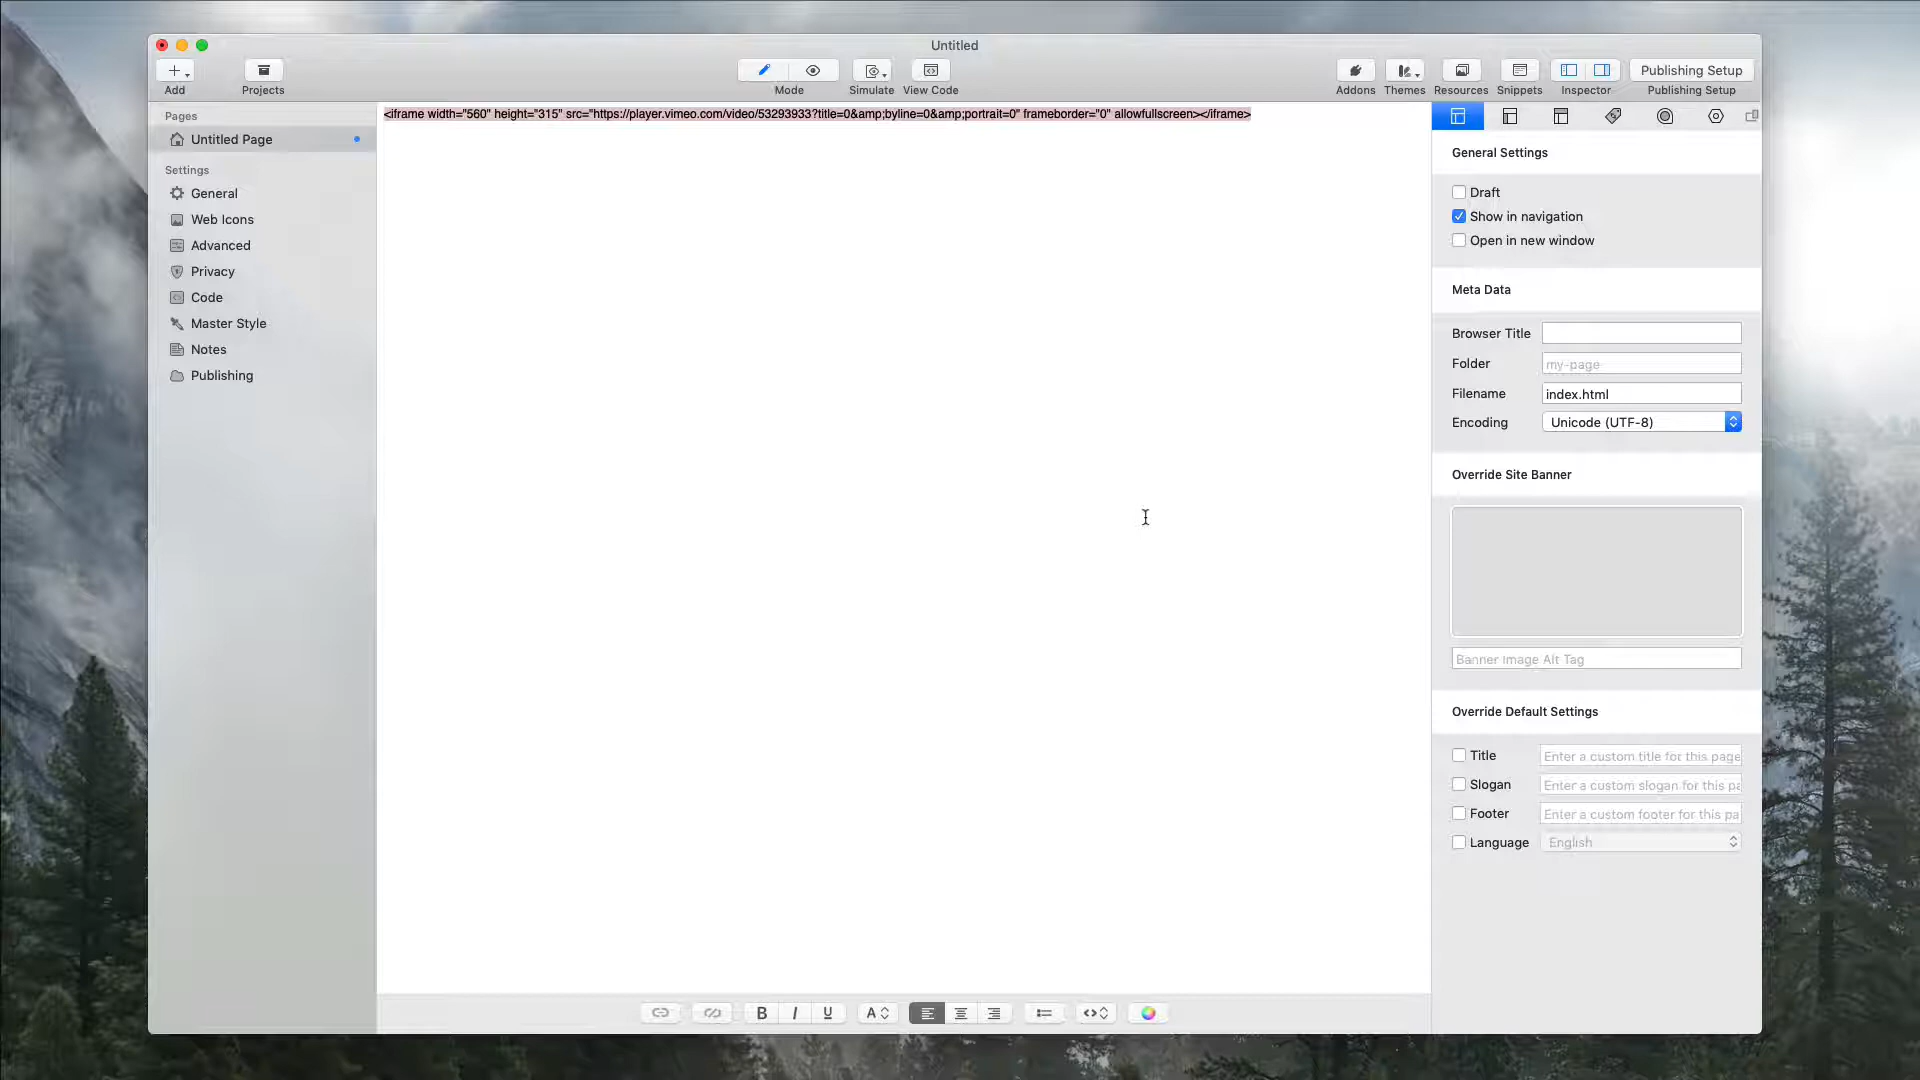 Untitled
Add
Projects
Mode
Simulate
View Code
Addons
Themes
Resources
Snippets
Inspector
Publishing Setup
Publishing Setup
Pages
Untitled Page
Settings
General
Web Icons
Advanced
Privacy
Code
Master Style
Notes
Publishing
<iframe width="560" height="315" src="https://player.vimeo.com/video/53293933?title=0&amp;byline=0&amp;portrait=0" frameborder="0" allowfullscreen></iframe>
General Settings
Draft
Show in navigation
Open in new window
Meta Data
Browser Title
Folder my-page
Filename index.html
Encoding Unicode (UTF-8)
Override Site Banner
Banner Image Alt Tag
Override Default Settings
Title Enter a custom title for this page
Slogan Enter a custom slogan for this pa
Footer Enter a custom footer for this pa
Language English
B I U A